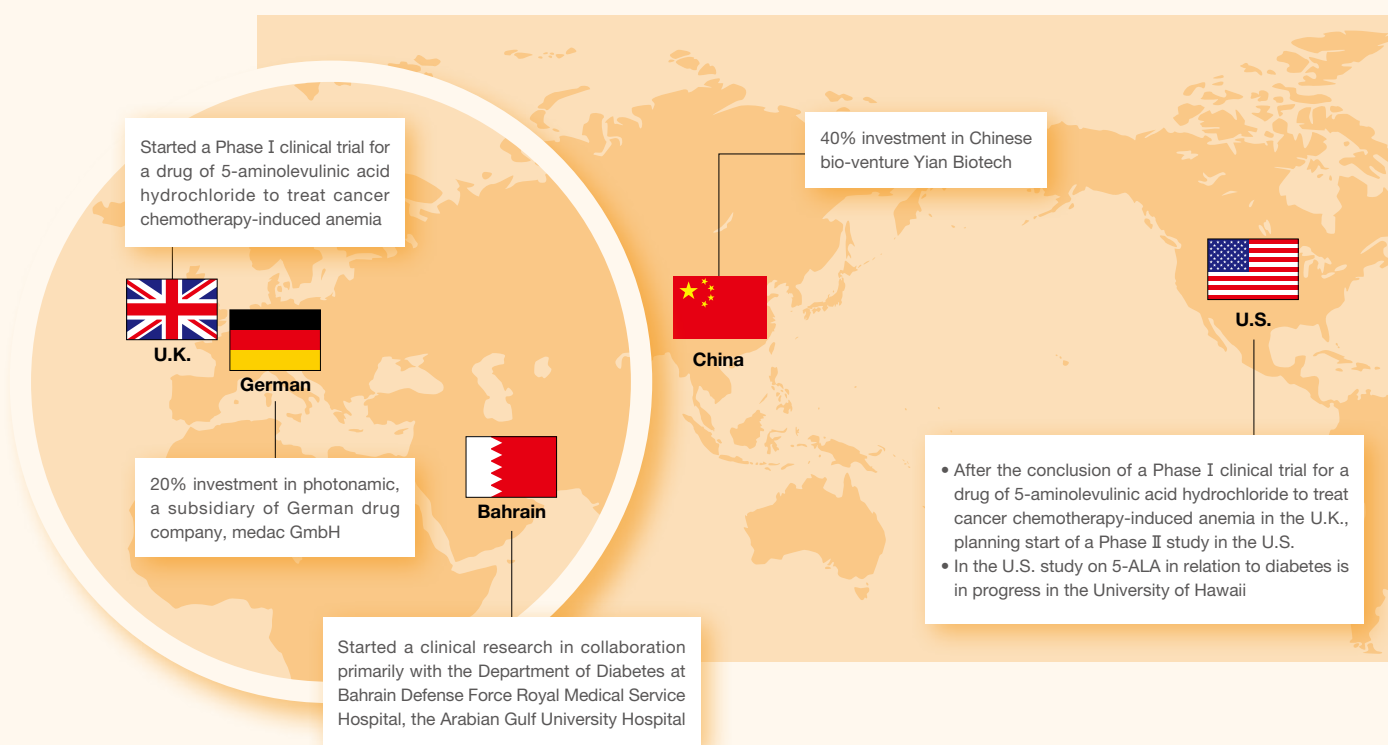 Started a Phase I clinical trial for
a drug of 5-aminolevulinic acid
hydrochloride to treat cancer
chemotherapy-induced anemia
U.K.
German
20% investment in photonamic,
a subsidiary of German drug
company, medac GmbH
Bahrain
Started a clinical research in collaboration
primarily with the Department of Diabetes at
Bahrain Defense Force Royal Medical Service
Hospital, the Arabian Gulf University Hospital
40% investment in Chinese
bio-venture Yian Biotech
China
U.S.
• After the conclusion of a Phase I clinical trial for a
drug of 5-aminolevulinic acid hydrochloride to treat
cancer chemotherapy-induced anemia in the U.K.,
planning start of a Phase Ⅱ study in the U.S.
• In the U.S. study on 5-ALA in relation to diabetes is
in progress in the University of Hawaii